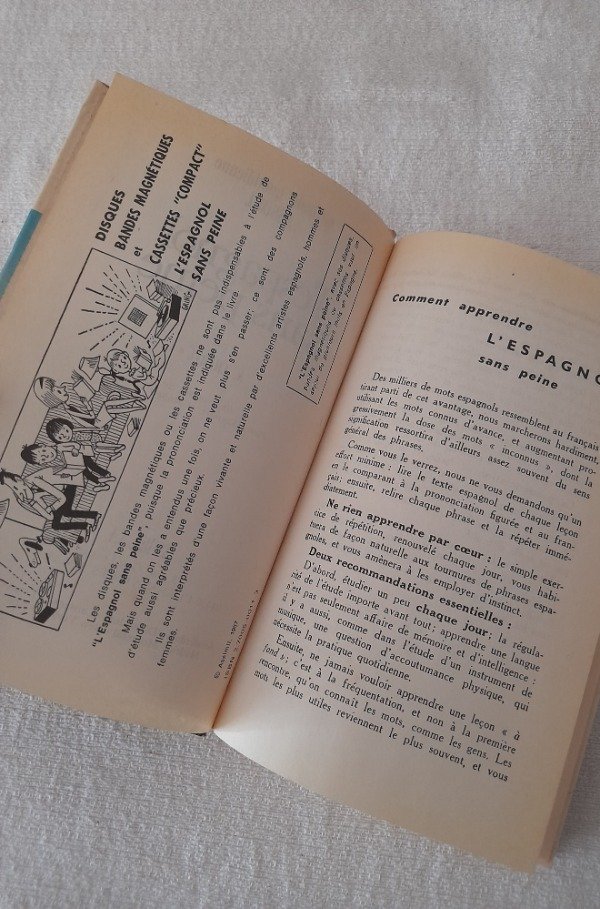 DISQUES
BANDES MAGNÉTIQUES
et
CASSETTES "COMPACT"
L'ESPAGNOL
SANS PEINE
Les disques, les bandes magnétiques ou les cassettes ne sont pas indispensables à l'étude de
"L'Espagnol sans peine", puisque la prononciation est indiquée dans le livre.
Mais quand on les a entendus une fois, on ne veut plus s'en passer: ce sont des compagnons
d'étude aussi agréables que précieux.
Ils sont interprétés d'une façon vivante et naturelle par d'excellents artistes espagnols, hommes et
femmes.
"L'Espagnol sans peine"
© Assimil
Comment apprendre
L'ESPAGNO
sans peine
Des milliers de mots espagnols ressemblent au français
tirant parti de cet avantage, nous marcherons hardiment,
utilisant les mots connus d'avance, et augmentant pro-
gressivement la dose des mots « inconnus », dont la
signification ressortira d'ailleurs assez souvent du sens
général des phrases.
Comme vous le verrez, nous ne vous demandons qu'un
effort minime : lire le texte espagnol de chaque leçon
en le comparant à la prononciation figurée et au fran-
çais; ensuite, relire chaque phrase et la répéter immé-
diatement.
Ne rien apprendre par cœur : le simple exer-
cice de répétition, renouvelé chaque jour, vous habi-
tuera de façon naturelle aux tournures de phrases espa-
gnoles, et vous amènera à les employer d'instinct.
Deux recommandations essentielles :
D'abord, étudier un peu chaque jour; la régula-
rité de l'étude importe avant tout; apprendre une langue
n'est pas seulement affaire de mémoire et d'intelligence :
il y a aussi, comme dans l'étude d'un instrument de
musique, une question d'accoutumance physique, qui
nécessite la pratique quotidienne.
Ensuite, ne jamais vouloir apprendre une leçon « à
fond »; c'est à la fréquentation, et non à la première
rencontre, qu'on connaît les mots, comme les gens. Les
mots les plus utiles reviennent le plus souvent, et vous